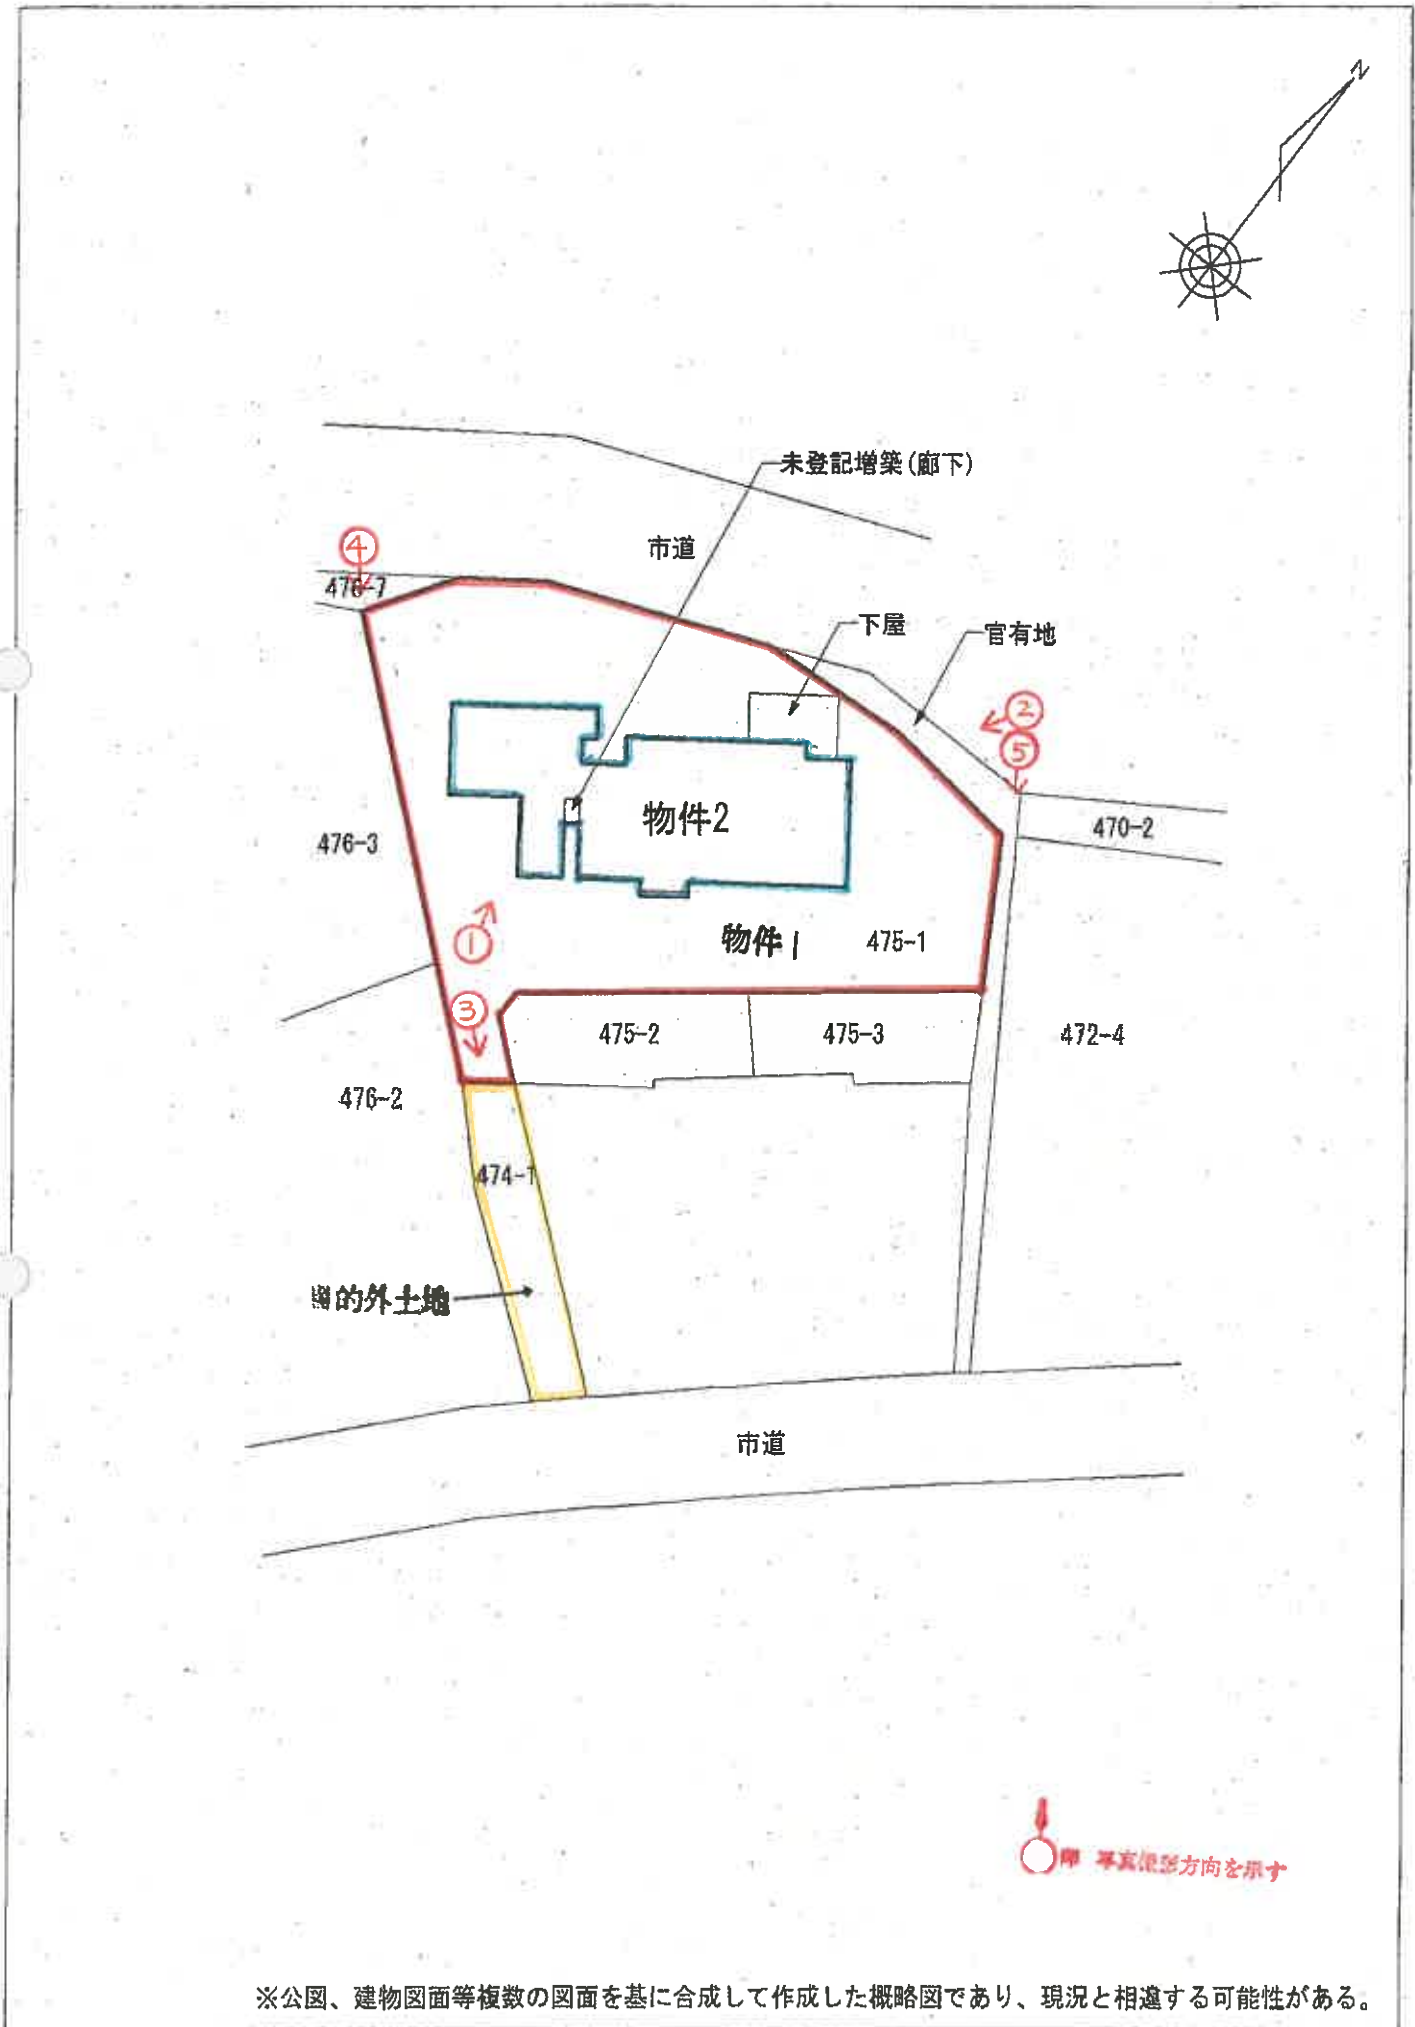 N
未登記増築(廊下)
市道
④
476-7
下屋
官有地
②
⑤
物件2
470-2
476-3
①
物件1
475-1
③
475-2
475-3
472-4
476-2
474-1
目的外土地
市道
印 写真撮影方向を示す
※公図、建物図面等複数の図面を基に合成して作成した概略図であり、現況と相違する可能性がある。